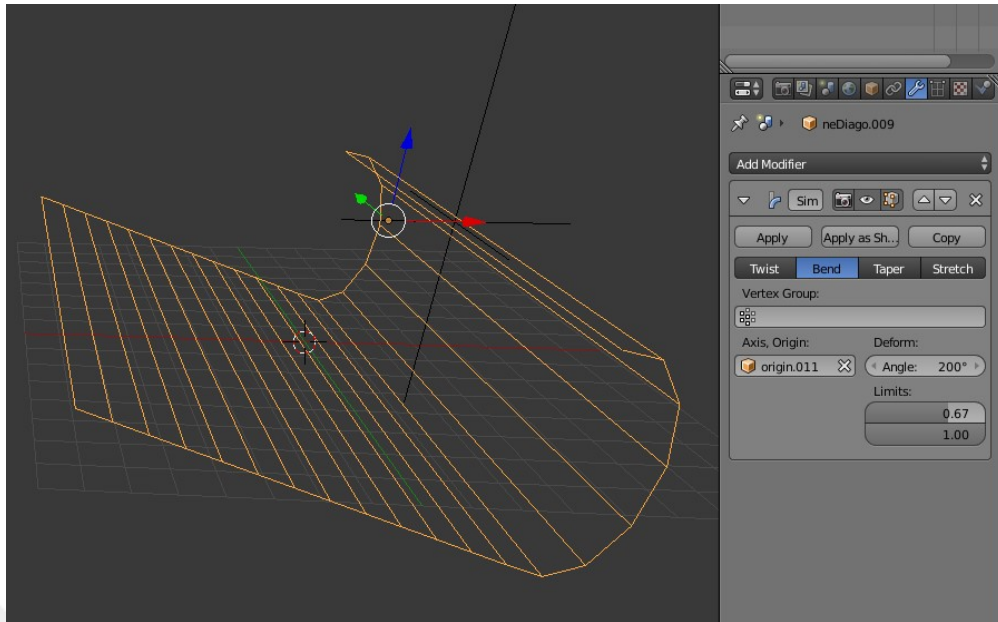 neDiago.009
Add Modifier
Sim
Apply Apply as Sh... Copy
Twist Bend Taper Stretch
Vertex Group:
Axis, Origin: Deform:
origin.011 Angle: 200°
Limits:
0.67
1.00